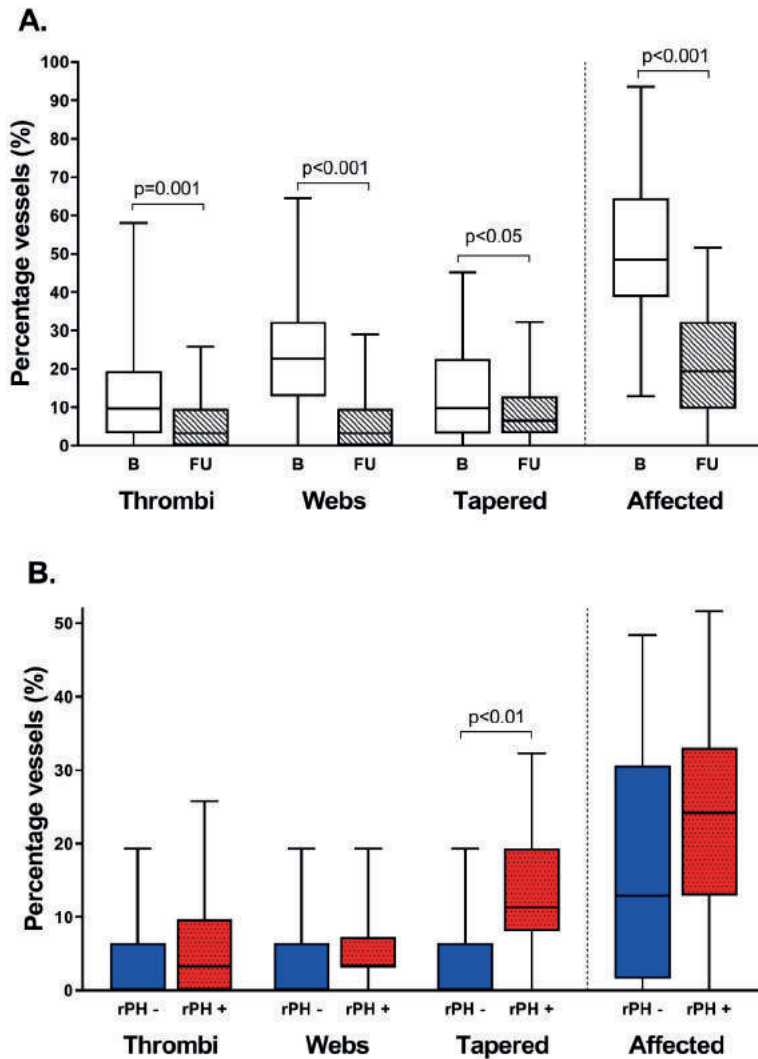 A.
Percentage vessels (%)
100
90
80
70
60
50
40
30
20
10
0
p=0.001
p<0.001
p<0.05
p<0.001
B FU B FU B FU B FU
Thrombi Webs Tapered Affected
B.
Percentage vessels (%)
50
40
30
20
10
0
p<0.01
rPH - rPH + rPH - rPH + rPH - rPH + rPH - rPH +
Thrombi Webs Tapered Affected